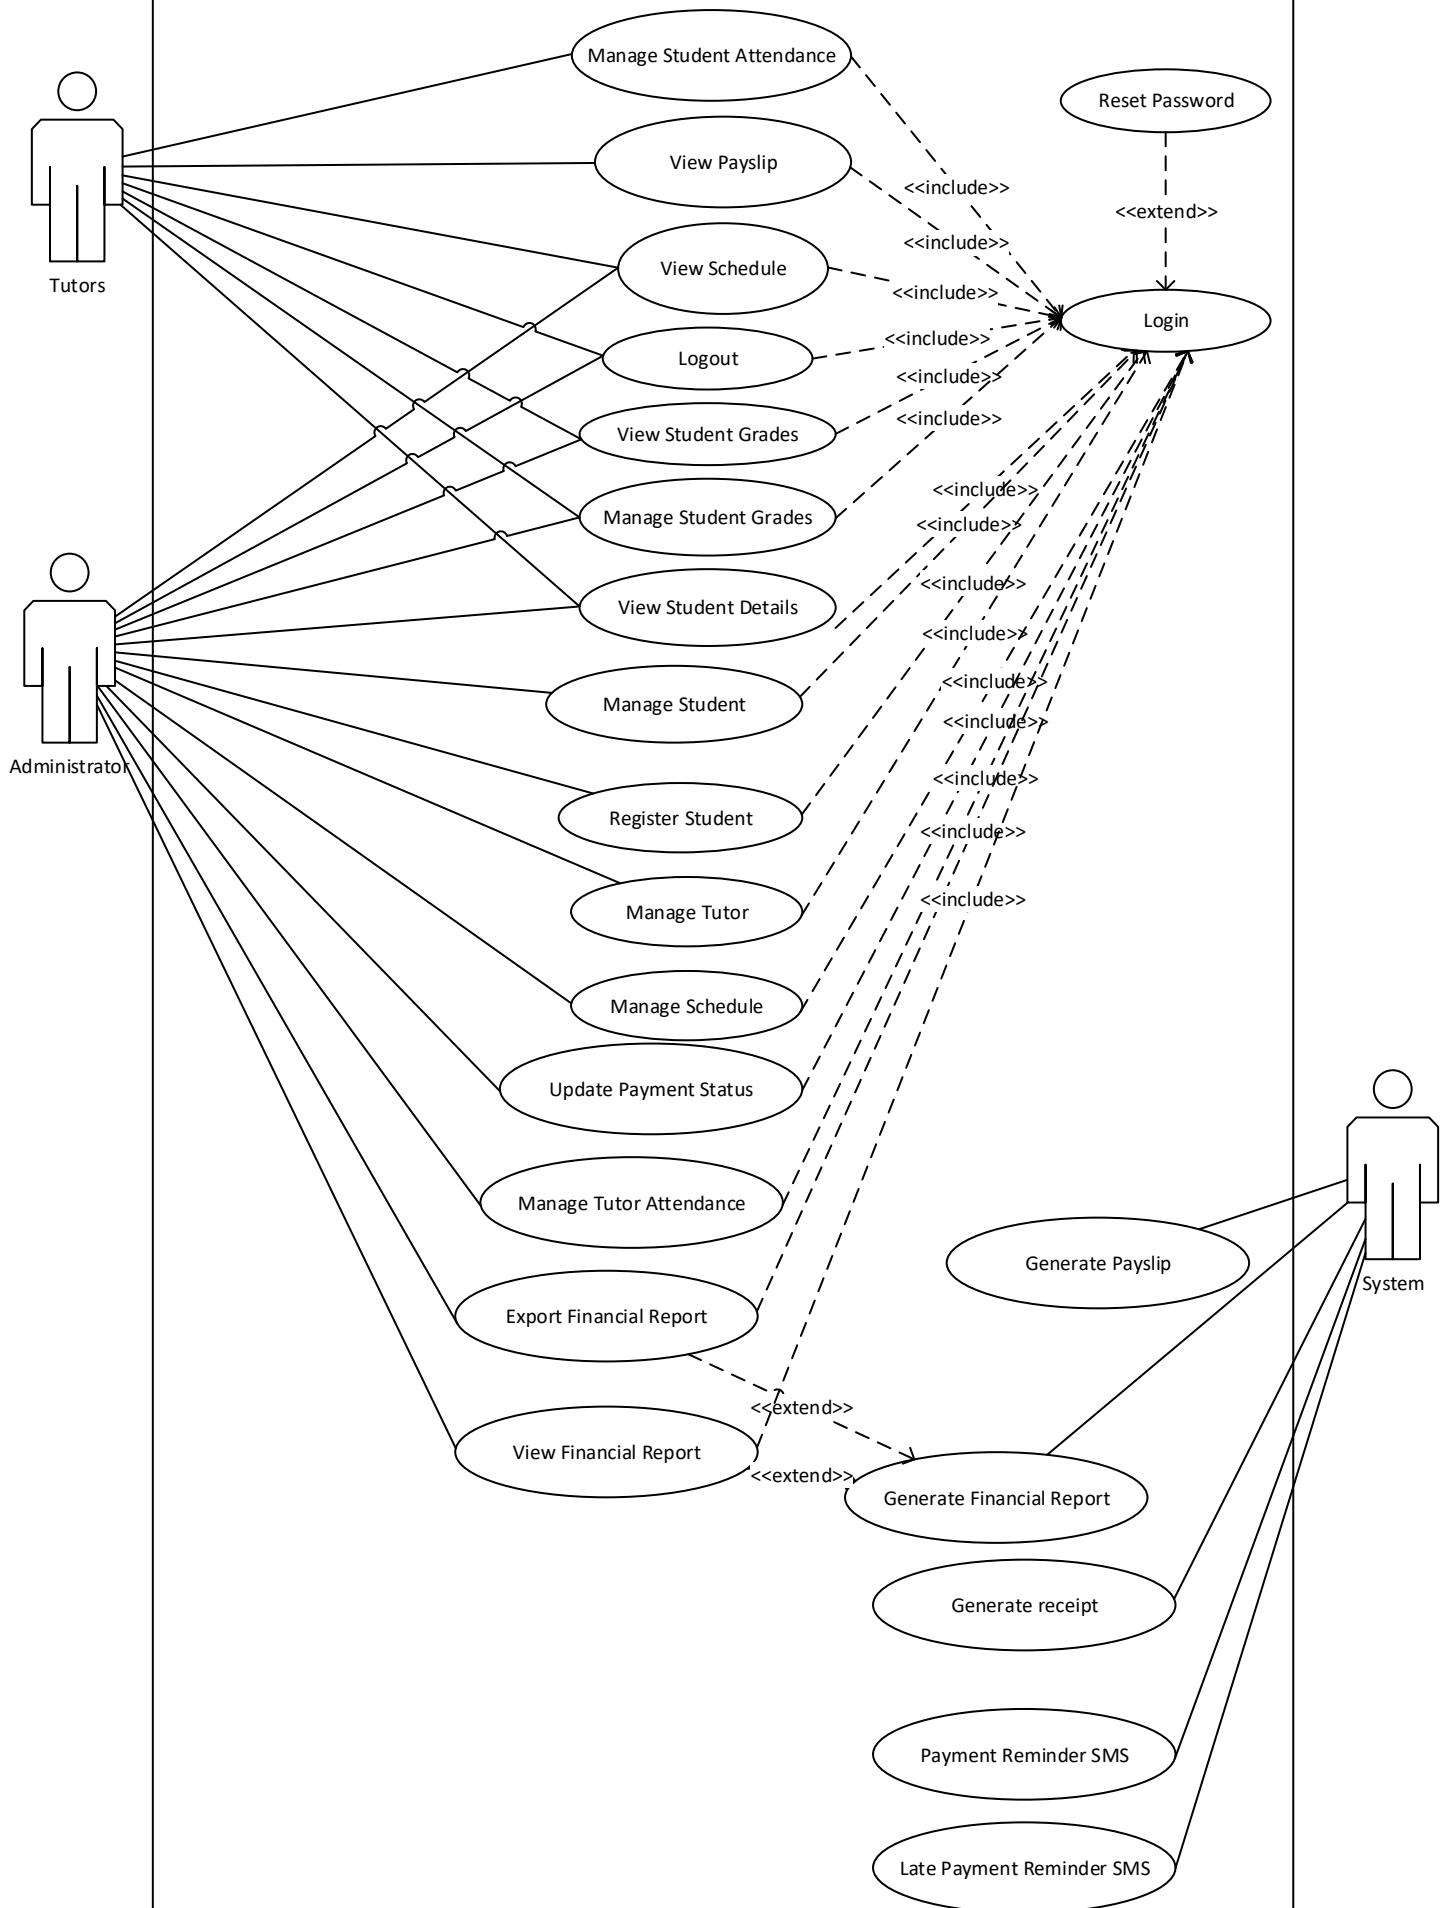 Manage Student Attendance
Reset Password
View Payslip
<<include>>
<<extend>>
<<include>>
View Schedule
Tutors
<<include>>
Login
<<include>>
Logout
<<include>>
<<include>>
View Student Grades
<<include>>
Manage Student Grades
<<include>>
<<include>>
View Student Details
<<include>>
<<include>>
Manage Student
<<include>>
Administrator
<<include>>
Register Student
<<include>>
<<include>>
Manage Tutor
Manage Schedule
Update Payment Status
Manage Tutor Attendance
Generate Payslip
System
Export Financial Report
<<extend>>
View Financial Report
<<extend>>
Generate Financial Report
Generate receipt
Payment Reminder SMS
Late Payment Reminder SMS